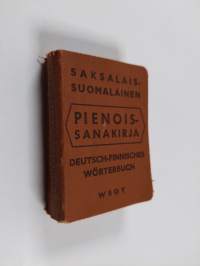 SAKSALAIS-
SUOMALAINEN
PIENOIS-
SANAKIRJA
DEUTSCH-FINNISCHES
WÖRTERBUCH
WSOY